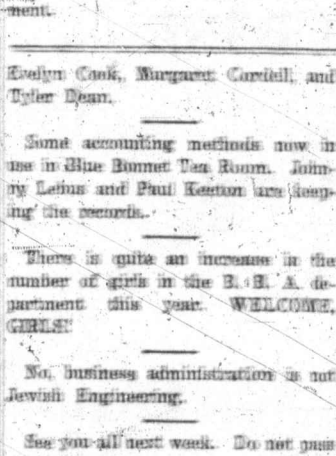 ment.
Evelyn Cook, Margaret Cordell, and
Tyler Dean.
Some accounting methods now in
use in Blue Bonnet Tea Room. John-
ny Leius and Paul Keeton are keep-
ing the records.
There is quite an increase in the
number of girls in the B. B. A. de-
partment this year. WELCOME,
GIRLS!
No, business administration is not
Jewish Engineering.
See you all next week. Do not pass